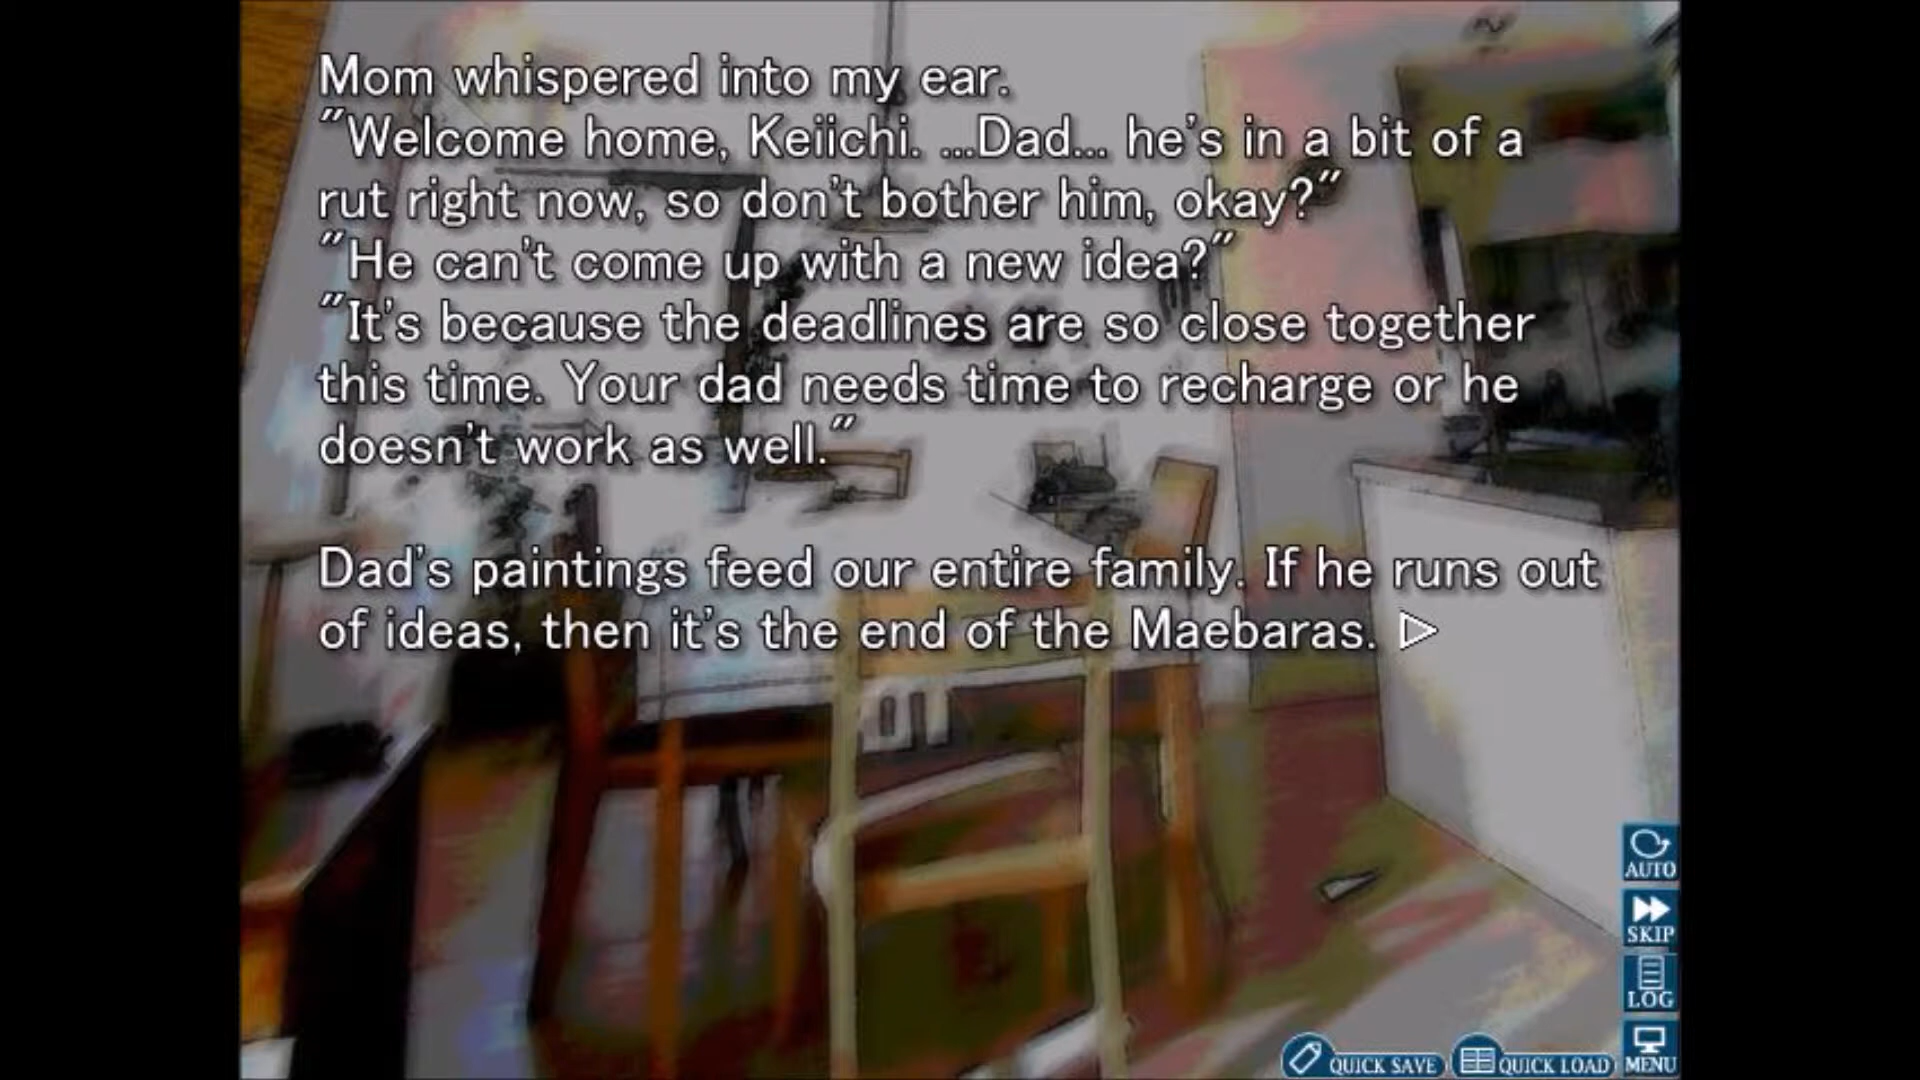 Mom whispered into my ear.
"Welcome home, Keiichi. ...Dad... he's in a bit of a
rut right now, so don't bother him, okay?"
"He can't come up with a new idea?"
"It's because the deadlines are so close together
this time. Your dad needs time to recharge or he
doesn't work as well."
Dad's paintings feed our entire family. If he runs out
of ideas, then it's the end of the Maebaras.
AUTO
SKIP
LOG
MENU
QUICK SAVE
QUICK LOAD